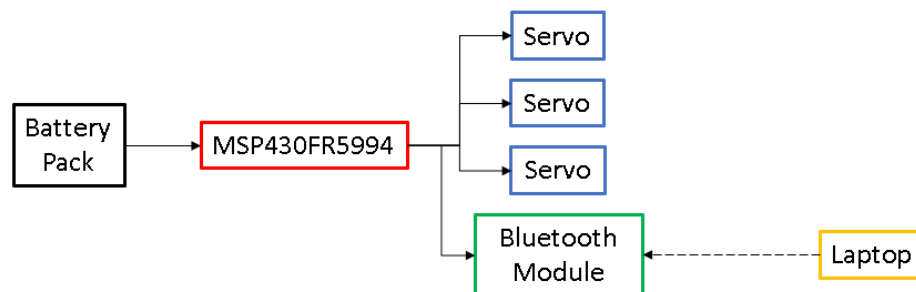 Servo
Servo
Battery
Pack
MSP430FR5994
Servo
Bluetooth
Module
Laptop